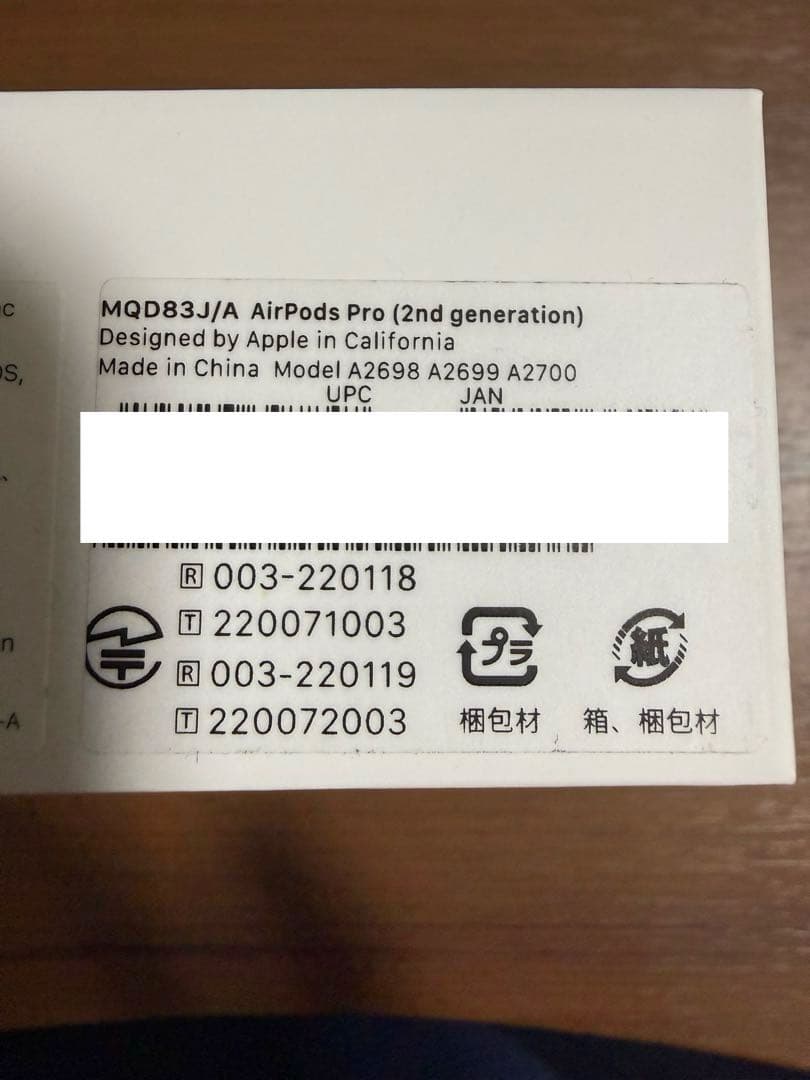 c
OS,
、
n
-A
MQD83J/A AirPods Pro (2nd generation)
Designed by Apple in California
Made in China Model A2698 A2699 A2700
UPC JAN
R 003-220118
T 220071003
R 003-220119
T 220072003
プラ
梱包材
紙
箱、梱包材